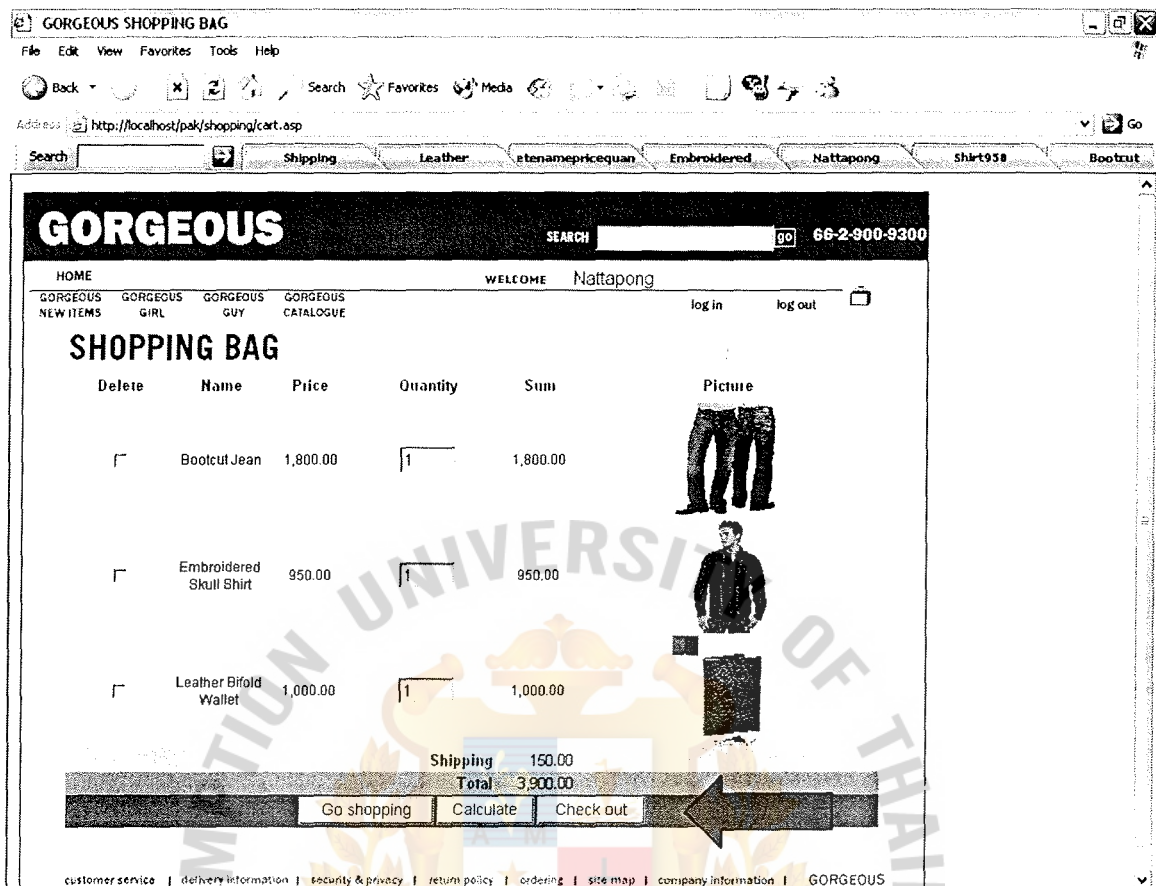 GORGEOUS SHOPPING BAG
File Edit View Favorites Tools Help
Back Search Favorites Media
Address http://localhost/pak/shopping/cart.asp Go
Search Shipping Leather etenamepricequan Embroidered Nattapong Shirt950 Bootcut
GORGEOUS SEARCH go 66-2-900-9300
HOME WELCOME Nattapong
GORGEOUS NEW ITEMS GORGEOUS GIRL GORGEOUS GUY GORGEOUS CATALOGUE log in log out
SHOPPING BAG
Delete Name Price Quantity Sum Picture
Bootcut Jean 1,800.00 1 1,800.00
Embroidered Skull Shirt 950.00 1 950.00
Leather Bifold Wallet 1,000.00 1 1,000.00
Shipping 150.00
Total 3,900.00
Go shopping Calculate Check out
customer service | delivery information | security & privacy | return policy | ordering | site map | company information | GORGEOUS
UNIVERSITY OF THAI
A M